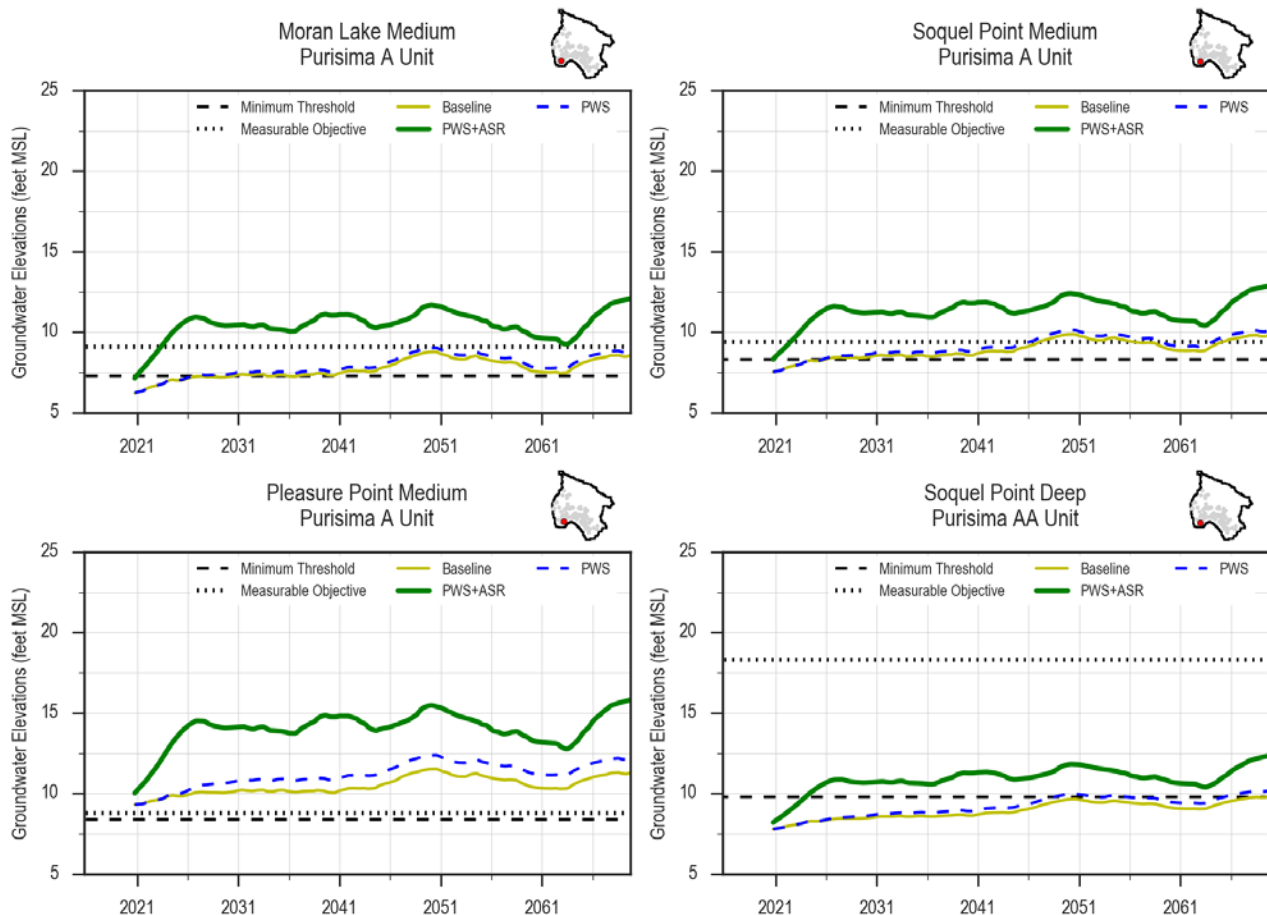 Moran Lake Medium
Purisima A Unit
Minimum Threshold
Baseline
PWS
Measurable Objective
PWS+ASR
Groundwater Elevations (feet MSL)
25
20
15
10
5
2021
2031
2041
2051
2061
Soquel Point Medium
Purisima A Unit
Minimum Threshold
Baseline
PWS
Measurable Objective
PWS+ASR
Groundwater Elevations (feet MSL)
25
20
15
10
5
2021
2031
2041
2051
2061
Pleasure Point Medium
Purisima A Unit
Minimum Threshold
Baseline
PWS
Measurable Objective
PWS+ASR
Groundwater Elevations (feet MSL)
25
20
15
10
5
2021
2031
2041
2051
2061
Soquel Point Deep
Purisima AA Unit
Minimum Threshold
Baseline
PWS
Measurable Objective
PWS+ASR
Groundwater Elevations (feet MSL)
25
20
15
10
5
2021
2031
2041
2051
2061